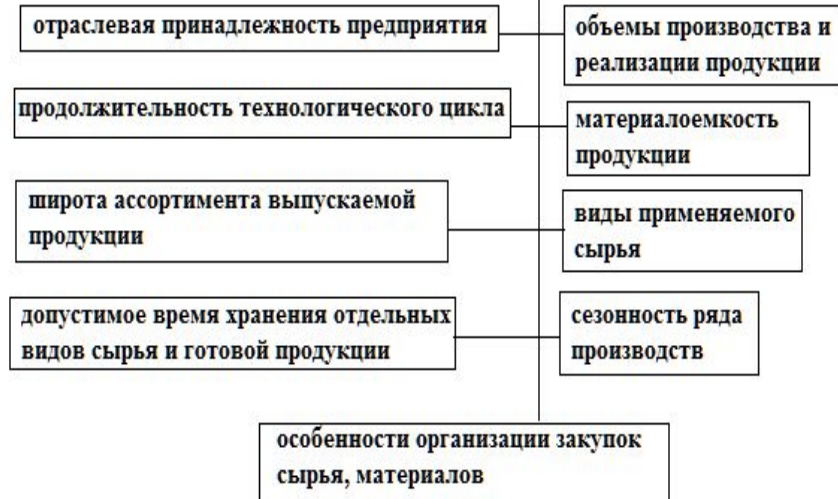 отраслевая принадлежность предприятия
объемы производства и
реализации продукции
продолжительность технологического цикла
материалоемкость
продукции
широта ассортимента выпускаемой
продукции
виды применяемого
сырья
допустимое время хранения отдельных
видов сырья и готовой продукции
сезонность ряда
производств
особенности организации закупок
сырья, материалов